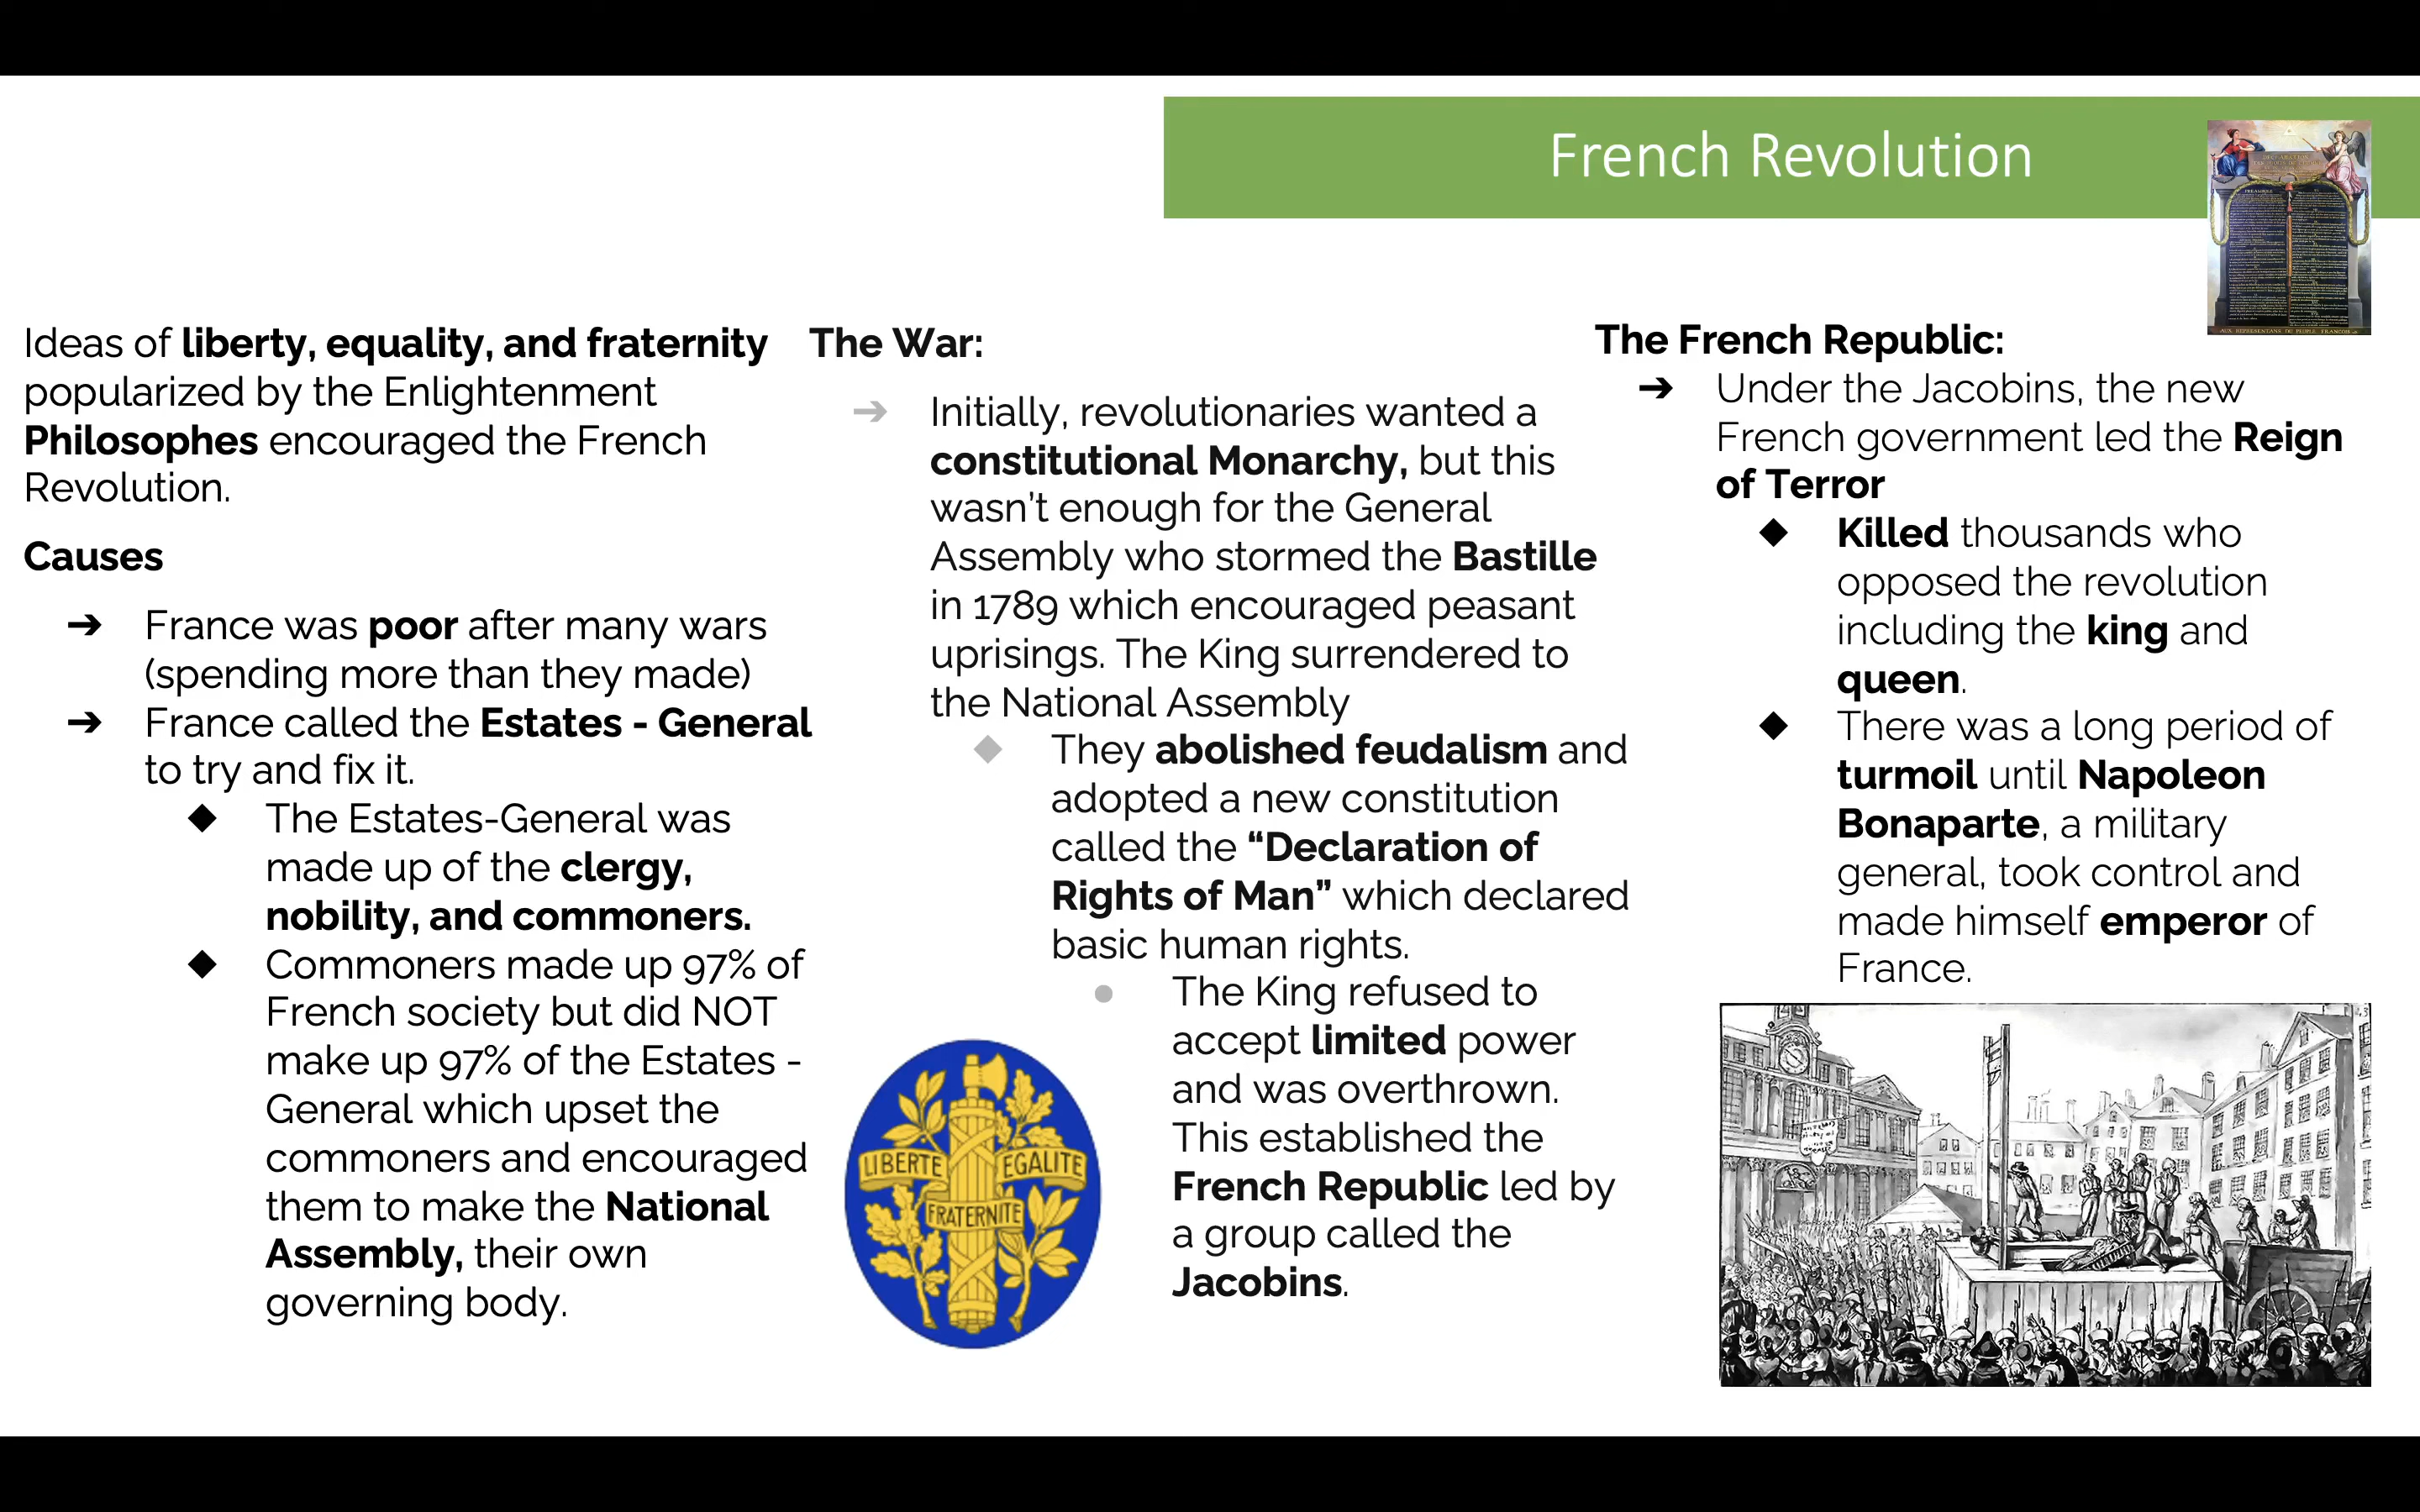 French Revolution
Ideas of liberty, equality, and fraternity
popularized by the Enlightenment
Philosophes encouraged the French
Revolution.
Causes
➔ France was poor after many wars
(spending more than they made)
➔ France called the Estates - General
to try and fix it.
◆ The Estates-General was
made up of the clergy,
nobility, and commoners.
◆ Commoners made up 97% of
French society but did NOT
make up 97% of the Estates -
General which upset the
commoners and encouraged
them to make the National
Assembly, their own
governing body.
The War:
➔ Initially, revolutionaries wanted a
constitutional Monarchy, but this
wasn't enough for the General
Assembly who stormed the Bastille
in 1789 which encouraged peasant
uprisings. The King surrendered to
the National Assembly
◆ They abolished feudalism and
adopted a new constitution
called the “Declaration of
Rights of Man” which declared
basic human rights.
● The King refused to
accept limited power
and was overthrown.
This established the
French Republic led by
a group called the
Jacobins.
LIBERTE
EGALITE
FRATERNITE
The French Republic:
➔ Under the Jacobins, the new
French government led the Reign
of Terror
◆ Killed thousands who
opposed the revolution
including the king and
queen.
◆ There was a long period of
turmoil until Napoleon
Bonaparte, a military
general, took control and
made himself emperor of
France.
AUX REPRESENTANS DU PEUPLE FRANCOIS